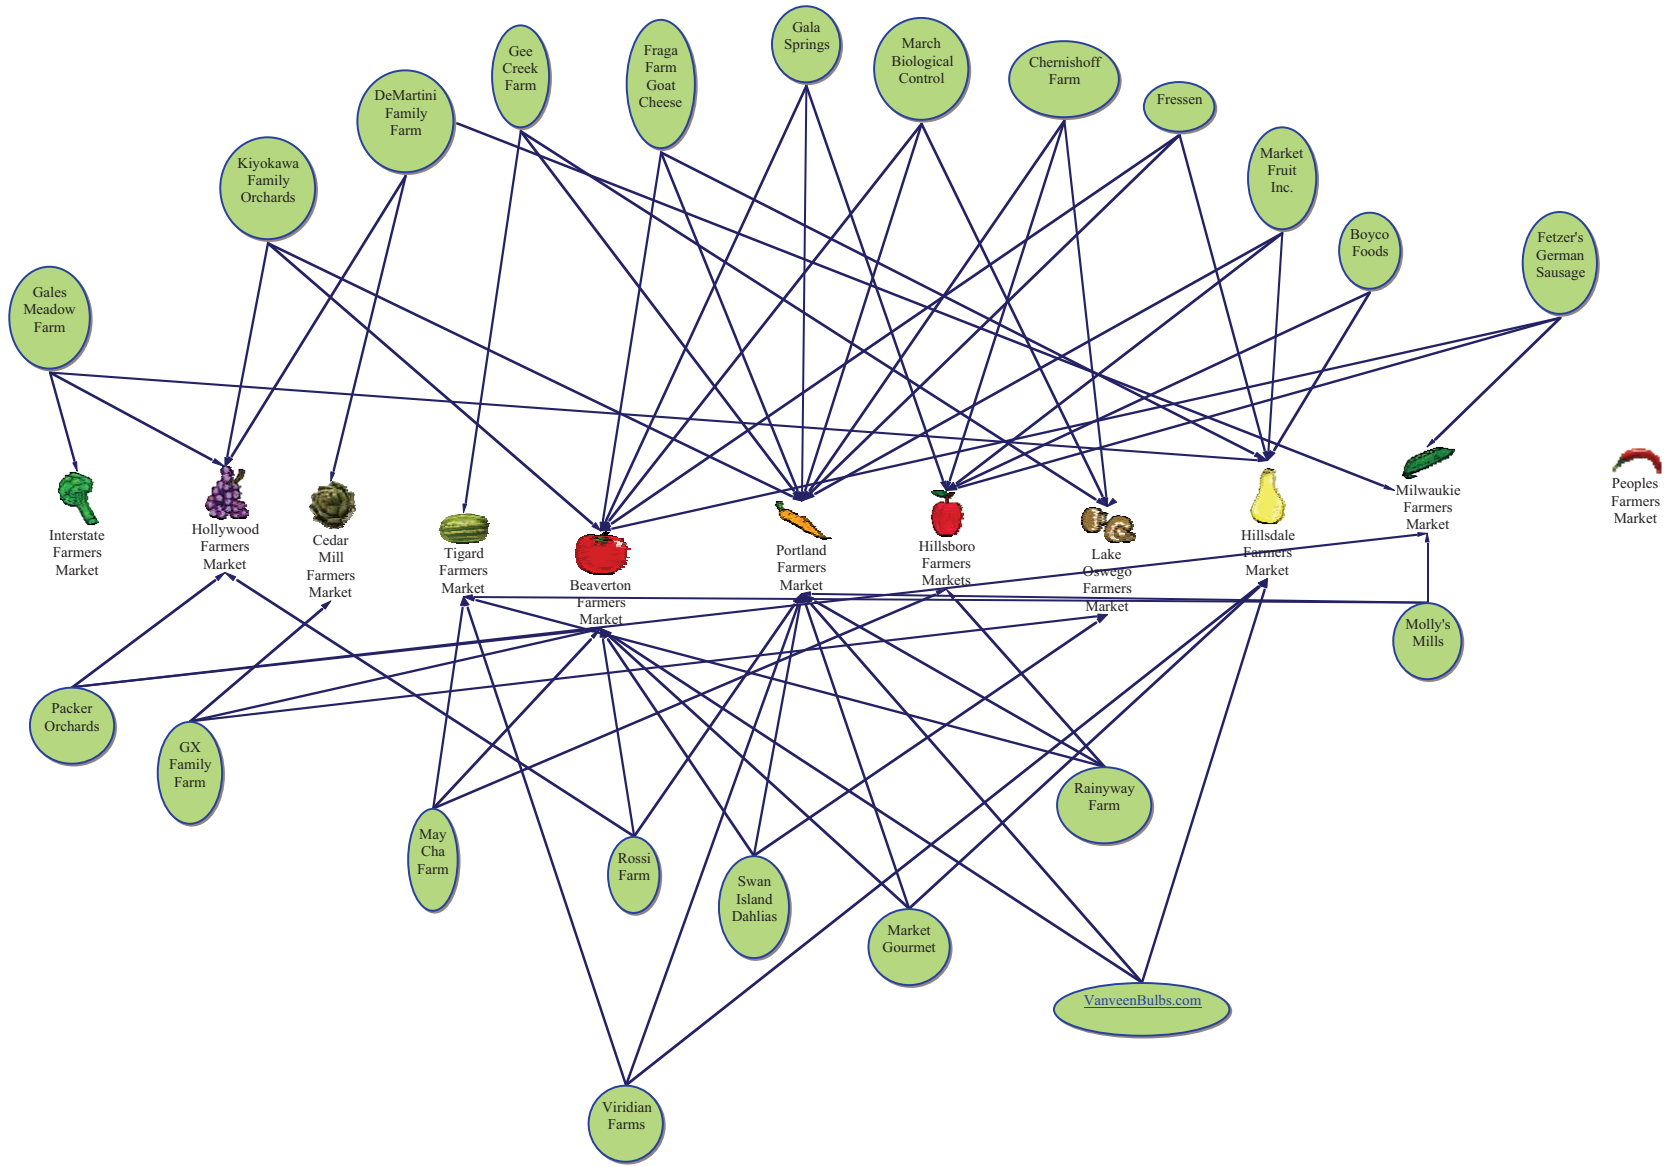 Gala
Springs
March
Biological
Control
Gee
Creek
Farm
Fraga
Farm
Goat
Cheese
Chernishoff
Farm
DeMartini
Family
Farm
Fressen
Kiyokawa
Family
Orchards
Market
Fruit
Inc.
Boyco
Foods
Fetzer's
German
Sausage
Gales
Meadow
Farm
Interstate
Farmers
Market
Hollywood
Farmers
Market
Cedar
Mill
Farmers
Market
Tigard
Farmers
Market
Beaverton
Farmers
Market
Portland
Farmers
Market
Hillsboro
Farmers
Markets
Lake
Oswego
Farmers
Market
Hillsdale
Farmers
Market
Milwaukie
Farmers
Market
Peoples
Farmers
Market
Molly's
Mills
Packer
Orchards
GX
Family
Farm
May
Cha
Farm
Rossi
Farm
Swan
Island
Dahlias
Market
Gourmet
Rainyway
Farm
VanveenBulbs.com
Viridian
Farms